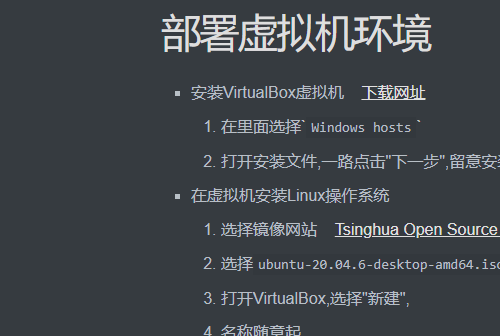 部署虚拟机环境
▪ 安装VirtualBox虚拟机 下载网址
1. 在里面选择` Windows hosts `
2. 打开安装文件,一路点击"下一步",留意安
▪ 在虚拟机安装Linux操作系统
1. 选择镜像网站 Tsinghua Open Source
2. 选择 ubuntu-20.04.6-desktop-amd64.iso
3. 打开VirtualBox,选择"新建",
4. 名称随意起